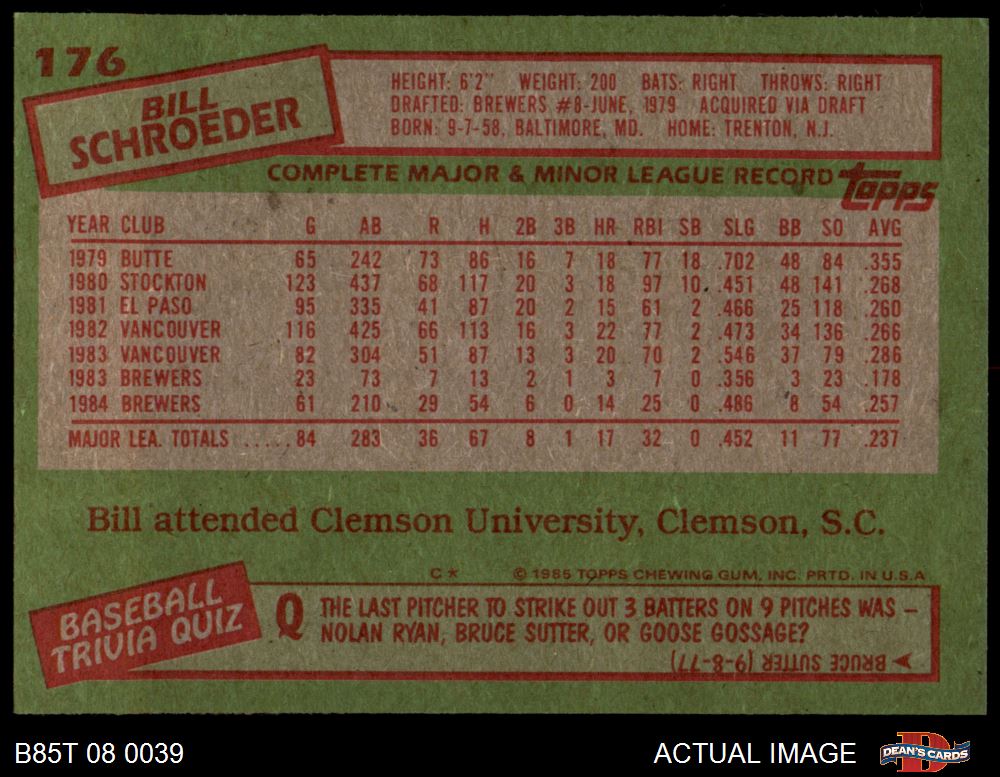 176
BILL
SCHROEDER
HEIGHT: 6'2" WEIGHT: 200 BATS: RIGHT THROWS: RIGHT
DRAFTED: BREWERS #8-JUNE, 1979 ACQUIRED VIA DRAFT
BORN: 9-7-58, BALTIMORE, MD. HOME: TRENTON, N.J.
COMPLETE MAJOR & MINOR LEAGUE RECORD topps
YEAR CLUB G AB R H 2B 3B HR RBI SB SLG BB SO AVG
1979 BUTTE 65 242 73 86 16 7 18 77 18 .702 48 84 .355
1980 STOCKTON 123 437 68 117 20 3 18 97 10 .451 48 141 .268
1981 EL PASO 95 335 41 87 20 2 15 61 2 .466 25 118 .260
1982 VANCOUVER 116 425 66 113 16 3 22 77 2 .473 34 136 .266
1983 VANCOUVER 82 304 51 87 13 3 20 70 2 .546 37 79 .286
1983 BREWERS 23 73 7 13 2 1 3 7 0 .356 3 23 .178
1984 BREWERS 61 210 29 54 6 0 14 25 0 .486 8 54 .257
MAJOR LEA. TOTALS .....84 283 36 67 8 1 17 32 0 .452 11 77 .237
Bill attended Clemson University, Clemson, S.C.
C* © 1985 TOPPS CHEWING GUM, INC. PRTD. IN U.S.A
BASEBALL
TRIVIA QUIZ
Q THE LAST PITCHER TO STRIKE OUT 3 BATTERS ON 9 PITCHES WAS –
NOLAN RYAN, BRUCE SUTTER, OR GOOSE GOSSAGE?
BRUCE SUTTER (9-8-77)
B85T 08 0039
ACTUAL IMAGE
DEAN'S CARDS